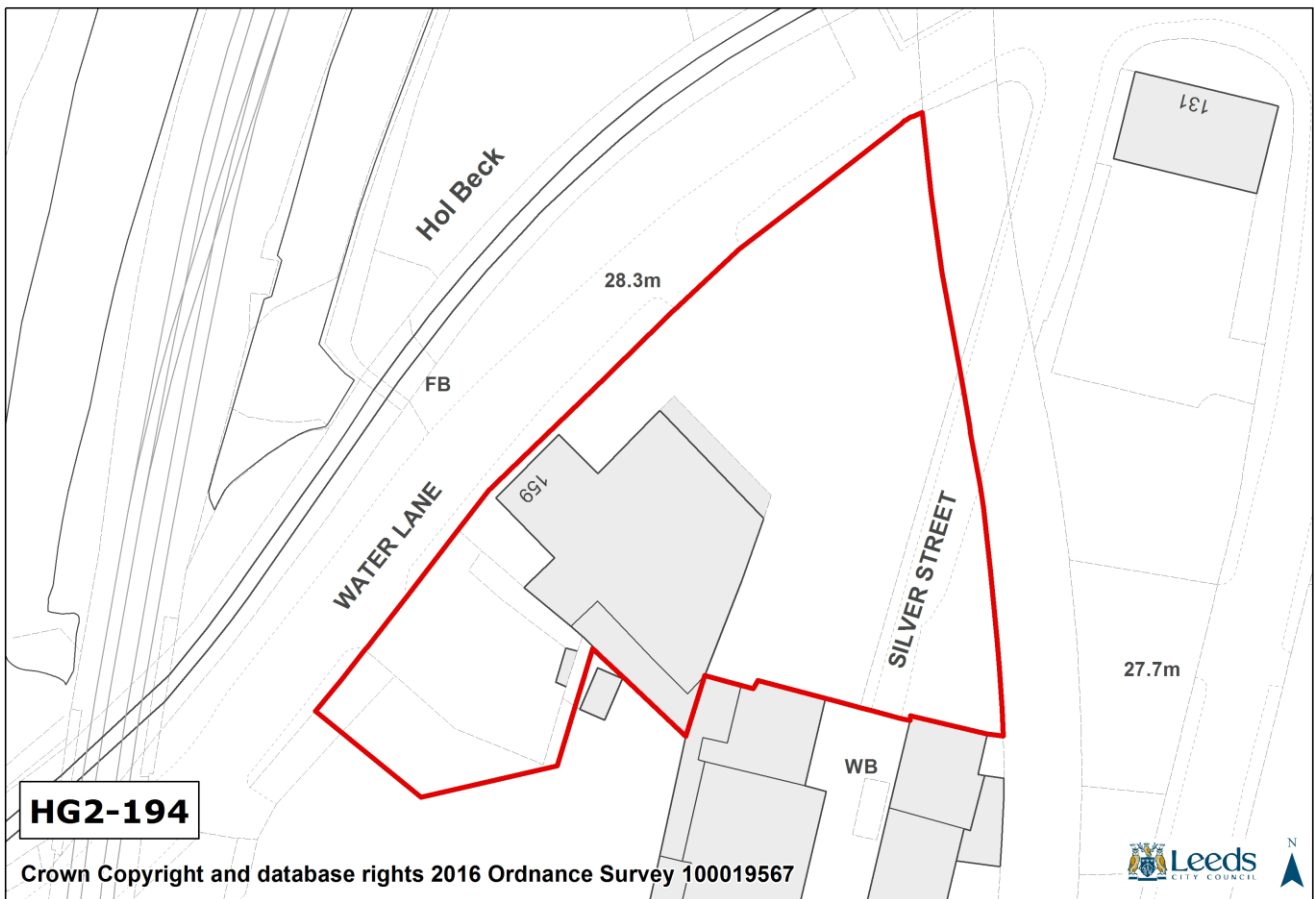 131
Hol Beck
28.3m
FB
159
WATER LANE
SILVER STREET
27.7m
WB
HG2-194
Crown Copyright and database rights 2016 Ordnance Survey 100019567
Leeds
CITY COUNCIL
N